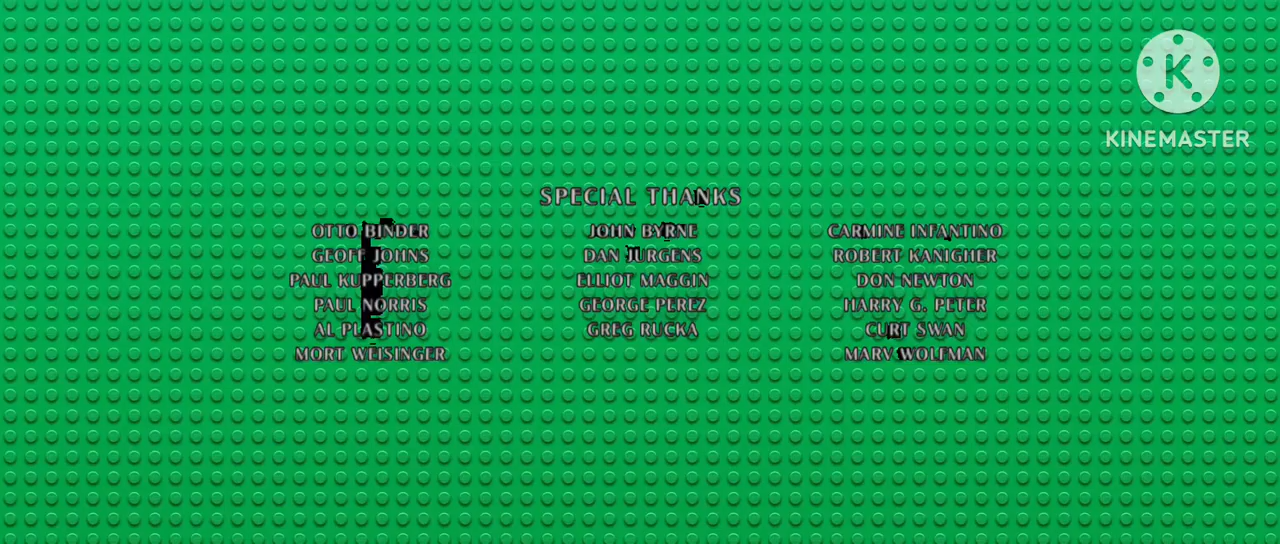 K
KINEMASTER
SPECIAL THANKS
OTTO BINDER
GEOFF JOHNS
PAUL KUPPERBERG
PAUL NORRIS
AL PLASTINO
MORT WEISINGER
JOHN BYRNE
DAN JURGENS
ELLIOT MAGGIN
GEORGE PEREZ
GREG RUCKA
CARMINE INFANTINO
ROBERT KANIGHER
DON NEWTON
HARRY G. PETER
CURT SWAN
MARV WOLFMAN